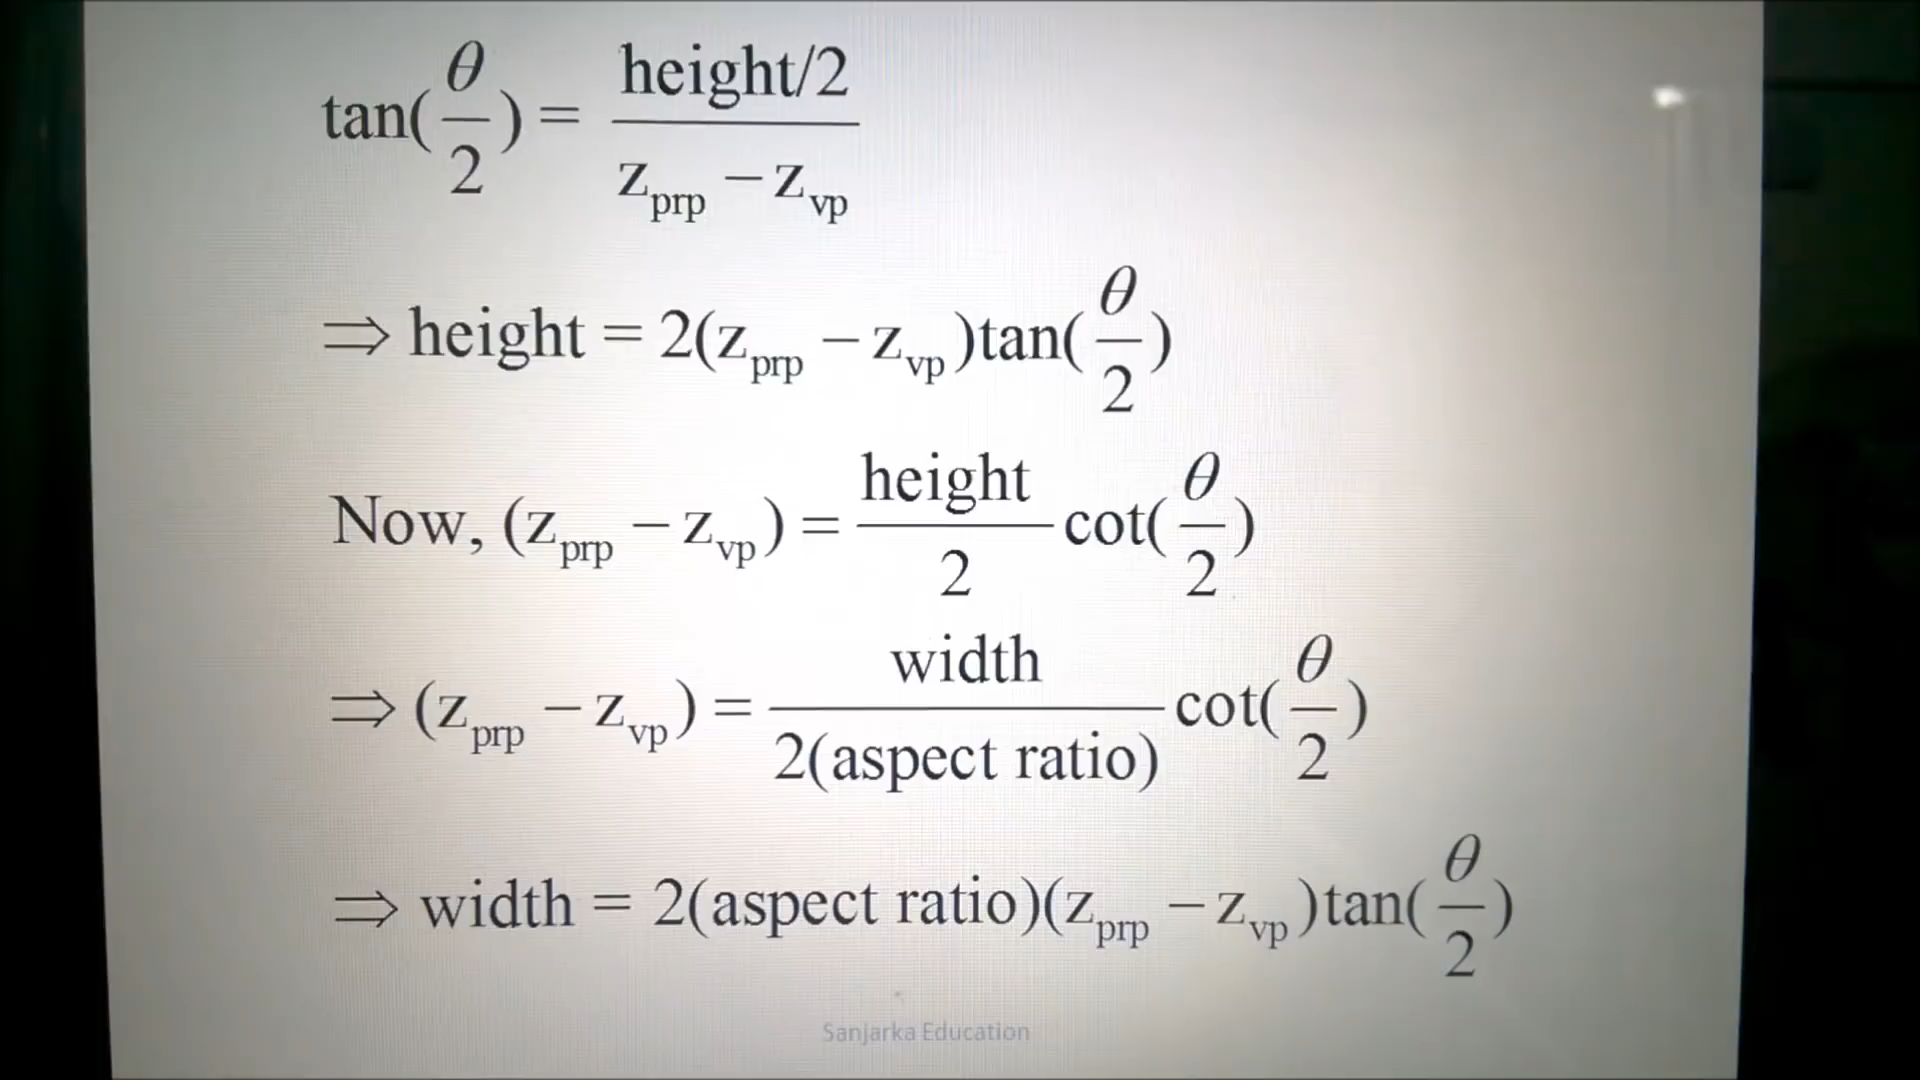 tan(θ/2) = (height/2)/(z_prp − z_vp)
⇒ height = 2(z_prp − z_vp)tan(θ/2)
Now, (z_prp − z_vp) = height/2 cot(θ/2)
⇒ (z_prp − z_vp) = width/2(aspect ratio) cot(θ/2)
⇒ width = 2(aspect ratio)(z_prp − z_vp)tan(θ/2)
Sanjarka Education